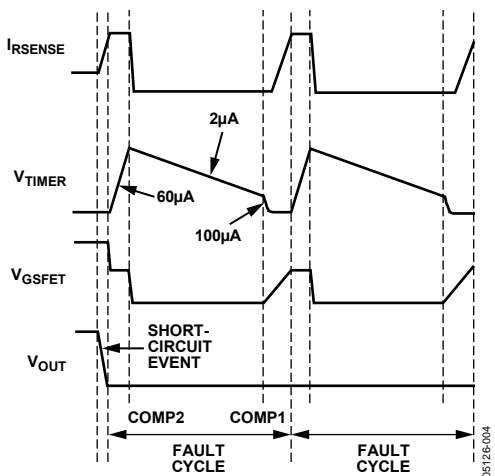 IRSENSE
2µA
VTIMER
60µA
100µA
VGSFET
SHORT-
CIRCUIT
EVENT
VOUT
COMP2 COMP1
FAULT
CYCLE
FAULT
CYCLE
05126-004